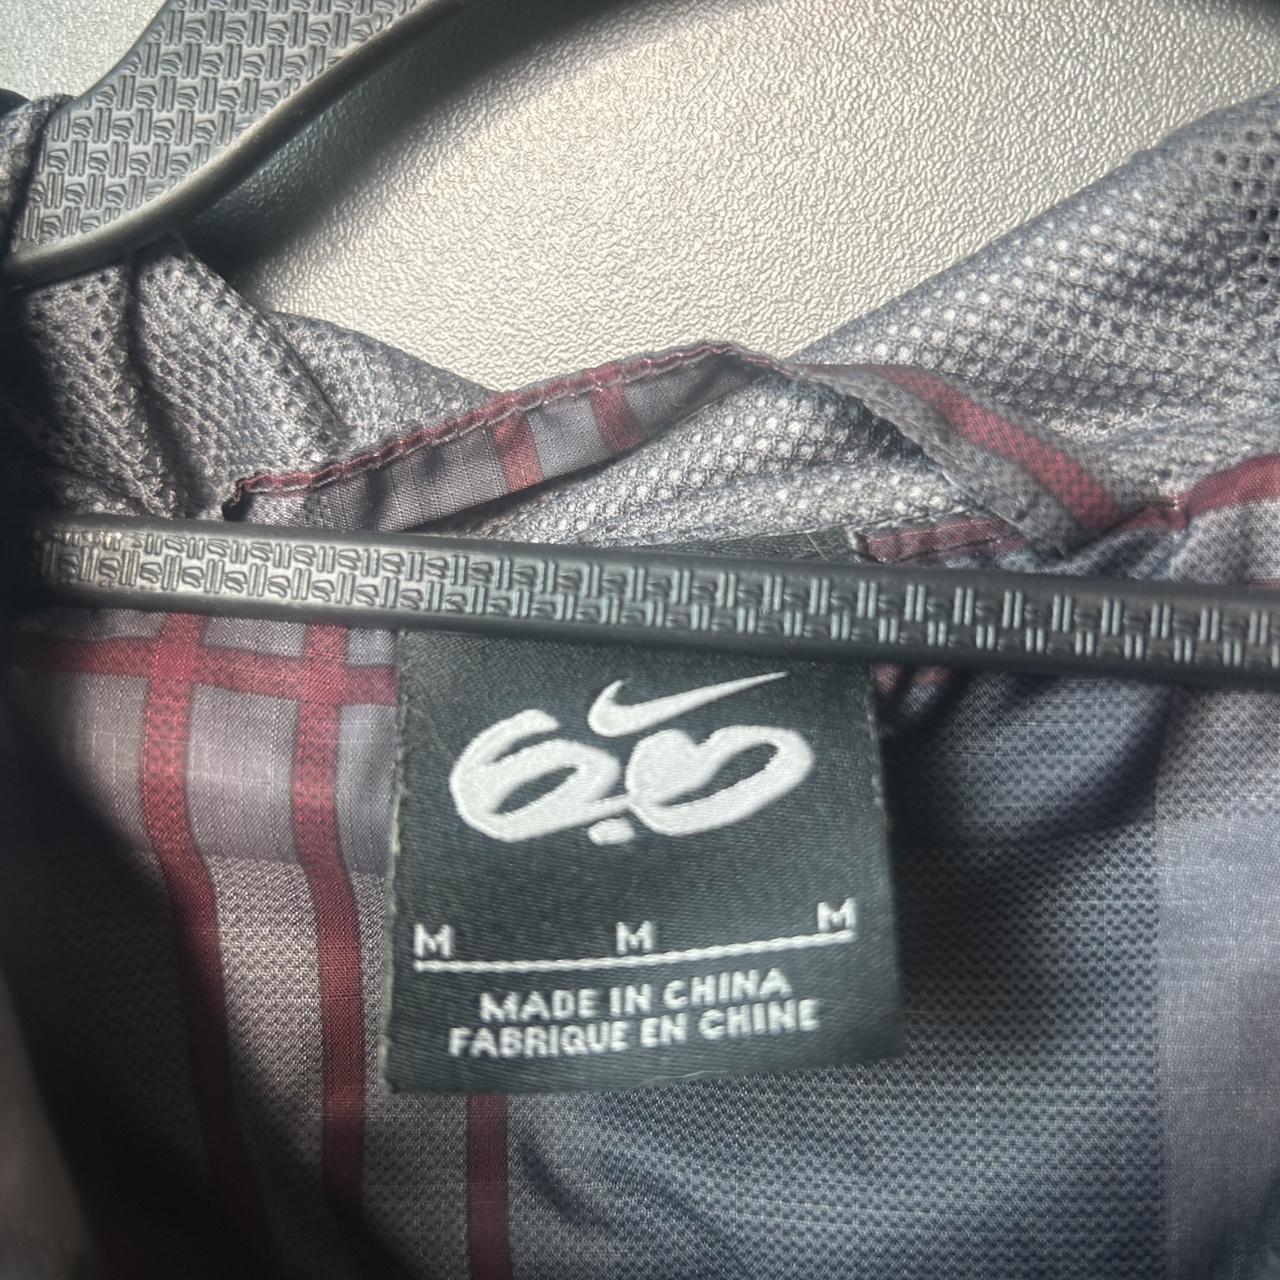 6.0
M M M
MADE IN CHINA
FABRIQUE EN CHINE